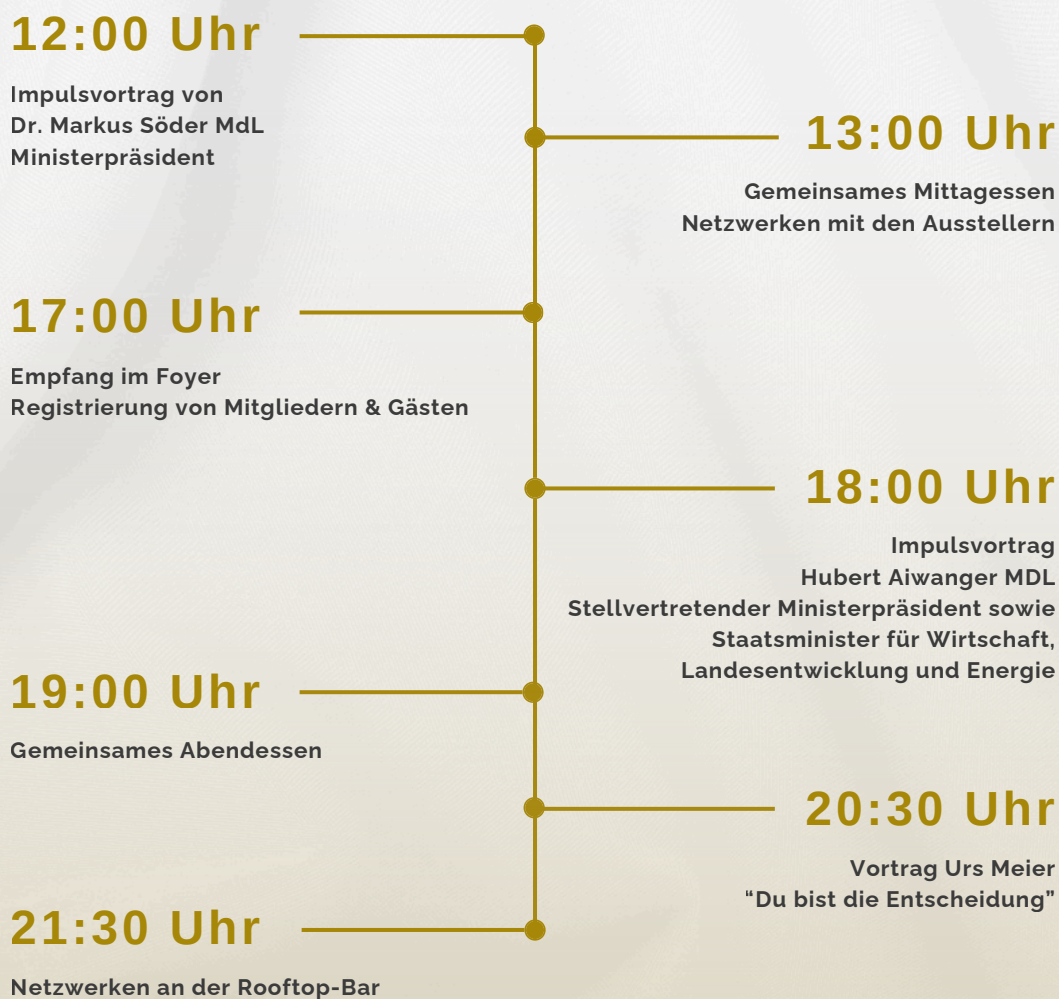 12:00 Uhr
Impulsvortrag von
Dr. Markus Söder MdL
Ministerpräsident
13:00 Uhr
Gemeinsames Mittagessen
Netzwerken mit den Ausstellern
17:00 Uhr
Empfang im Foyer
Registrierung von Mitgliedern & Gästen
18:00 Uhr
Impulsvortrag
Hubert Aiwanger MDL
Stellvertretender Ministerpräsident sowie
Staatsminister für Wirtschaft,
Landesentwicklung und Energie
19:00 Uhr
Gemeinsames Abendessen
20:30 Uhr
Vortrag Urs Meier
“Du bist die Entscheidung”
21:30 Uhr
Netzwerken an der Rooftop-Bar